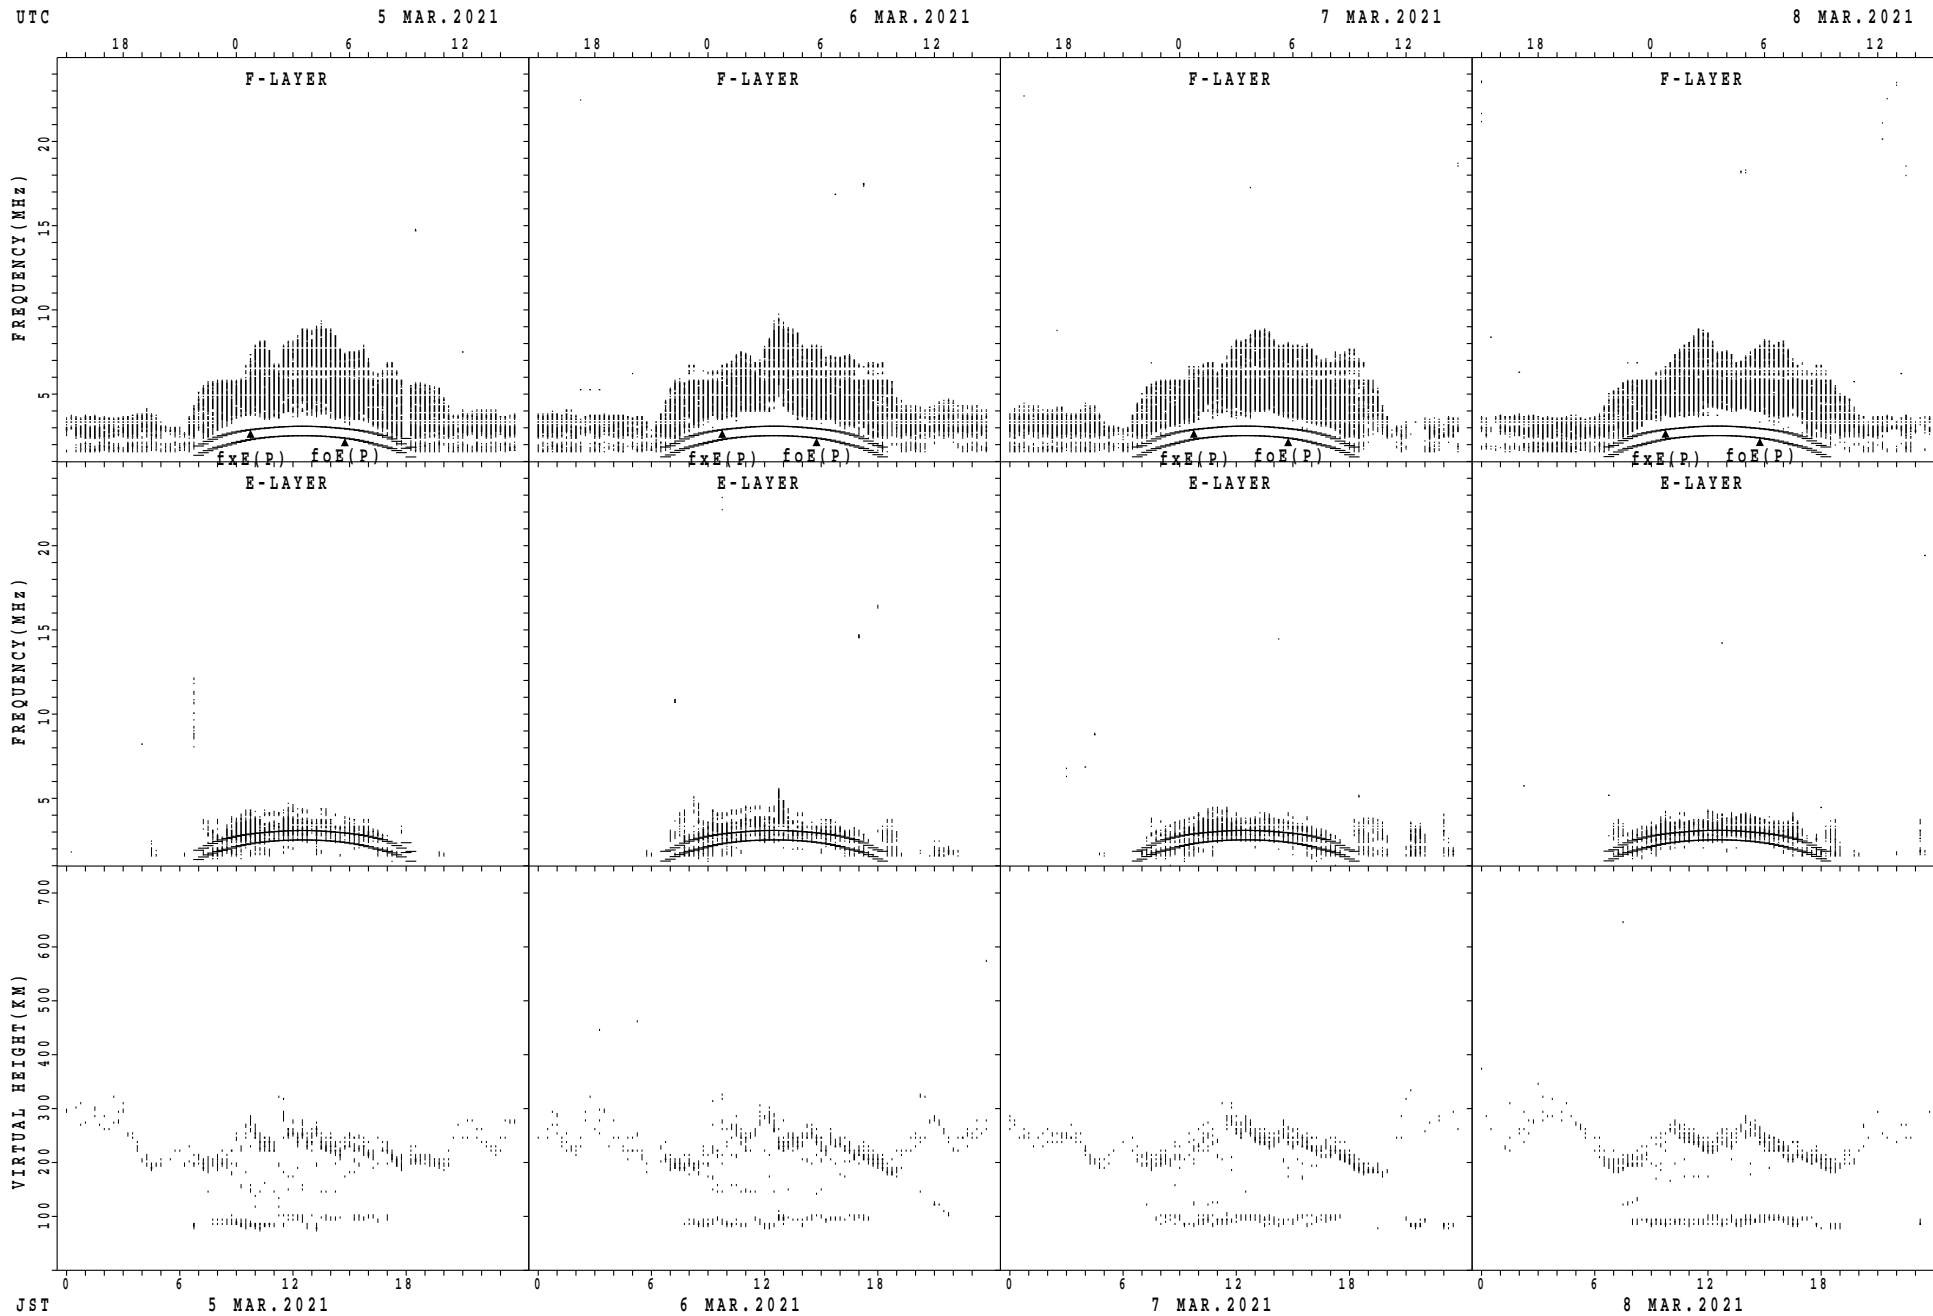 UTC 5 MAR.2021 6 MAR.2021 7 MAR.2021 8 MAR.2021
18 0 6 12 18 0 6 12 18 0 6 12 18 0 6 12
F-LAYER F-LAYER F-LAYER F-LAYER
FREQUENCY(MHz)
20
15
10
5
fxE(P) foE(P) fxE(P) foE(P) fxE(P) foE(P) fxE(P) foE(P)
E-LAYER E-LAYER E-LAYER E-LAYER
FREQUENCY(MHz)
20
15
10
5
VIRTUAL HEIGHT(KM)
700
600
500
400
300
200
100
0 6 12 18 0 6 12 18 0 6 12 18 0 6 12 18
JST 5 MAR.2021 6 MAR.2021 7 MAR.2021 8 MAR.2021